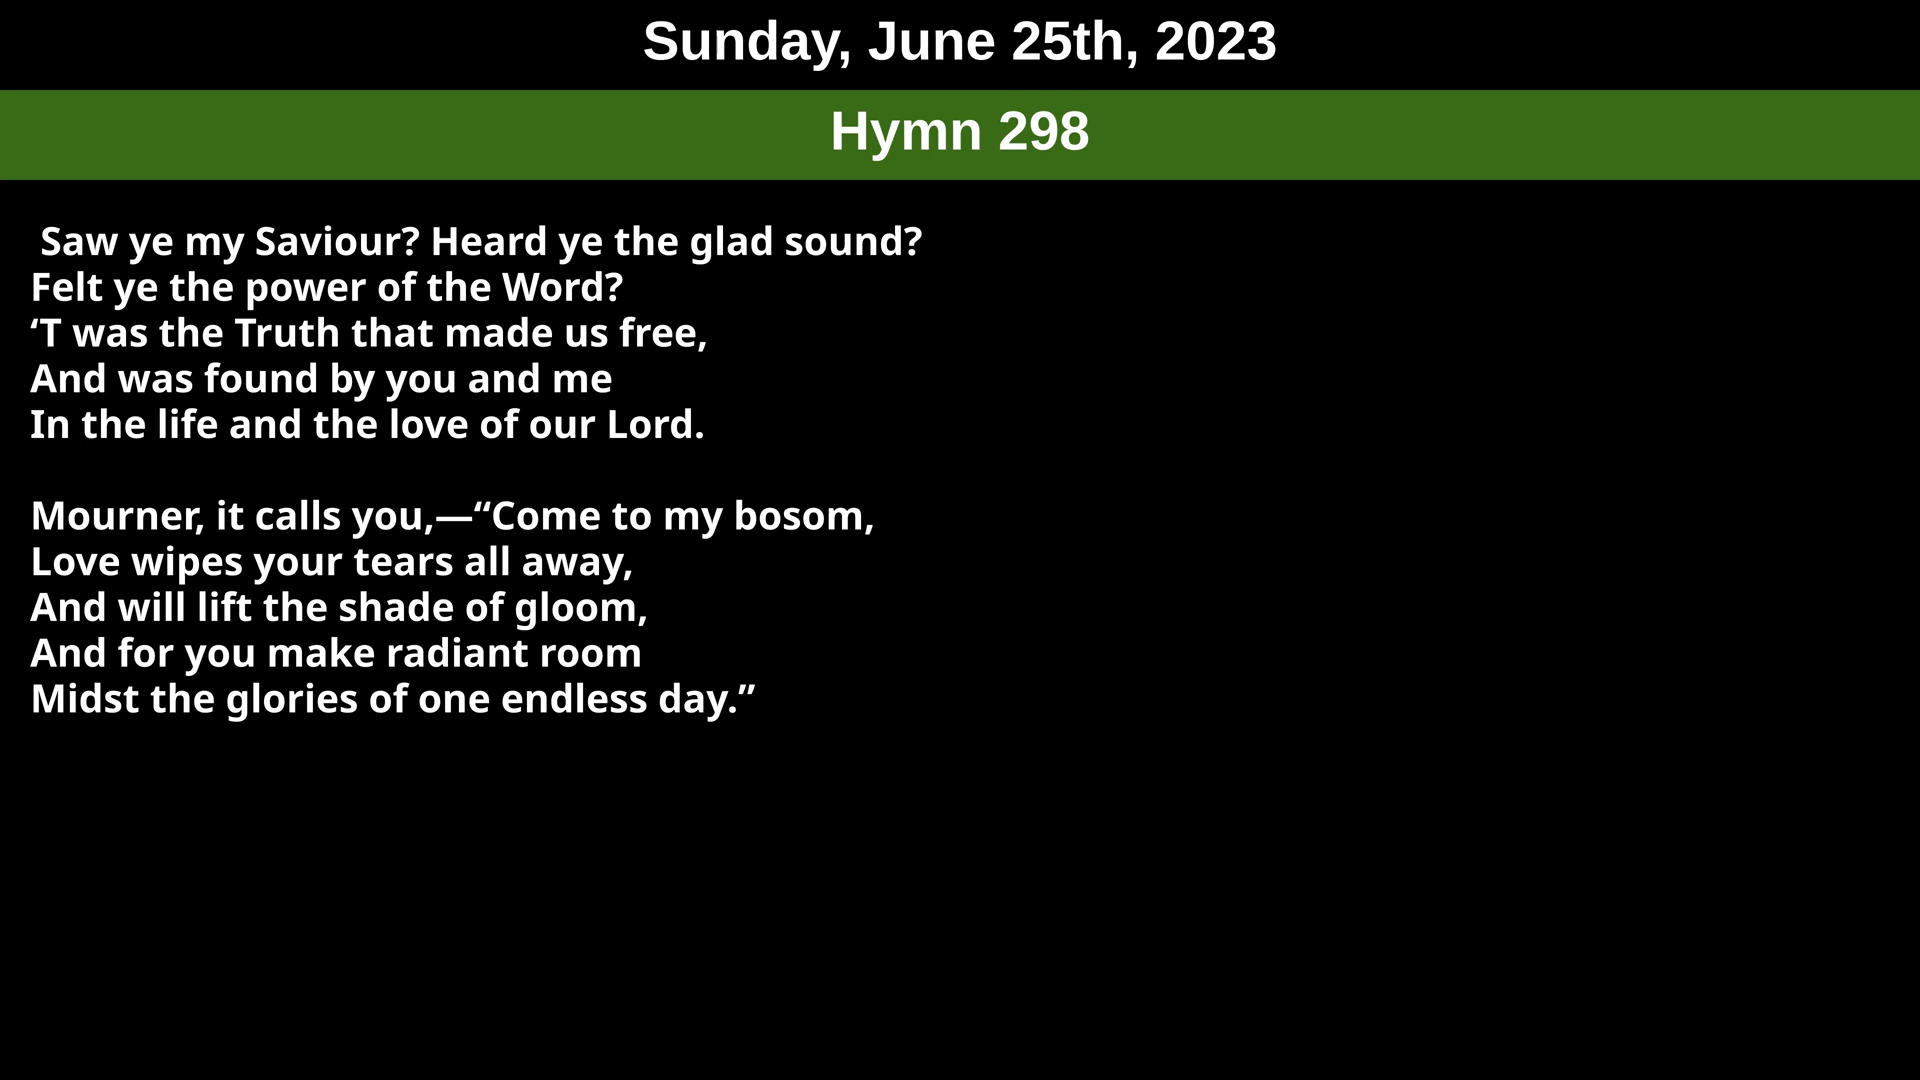 Sunday, June 25th, 2023
Hymn 298
Saw ye my Saviour? Heard ye the glad sound?
Felt ye the power of the Word?
‘T was the Truth that made us free,
And was found by you and me
In the life and the love of our Lord.
Mourner, it calls you,—“Come to my bosom,
Love wipes your tears all away,
And will lift the shade of gloom,
And for you make radiant room
Midst the glories of one endless day.”